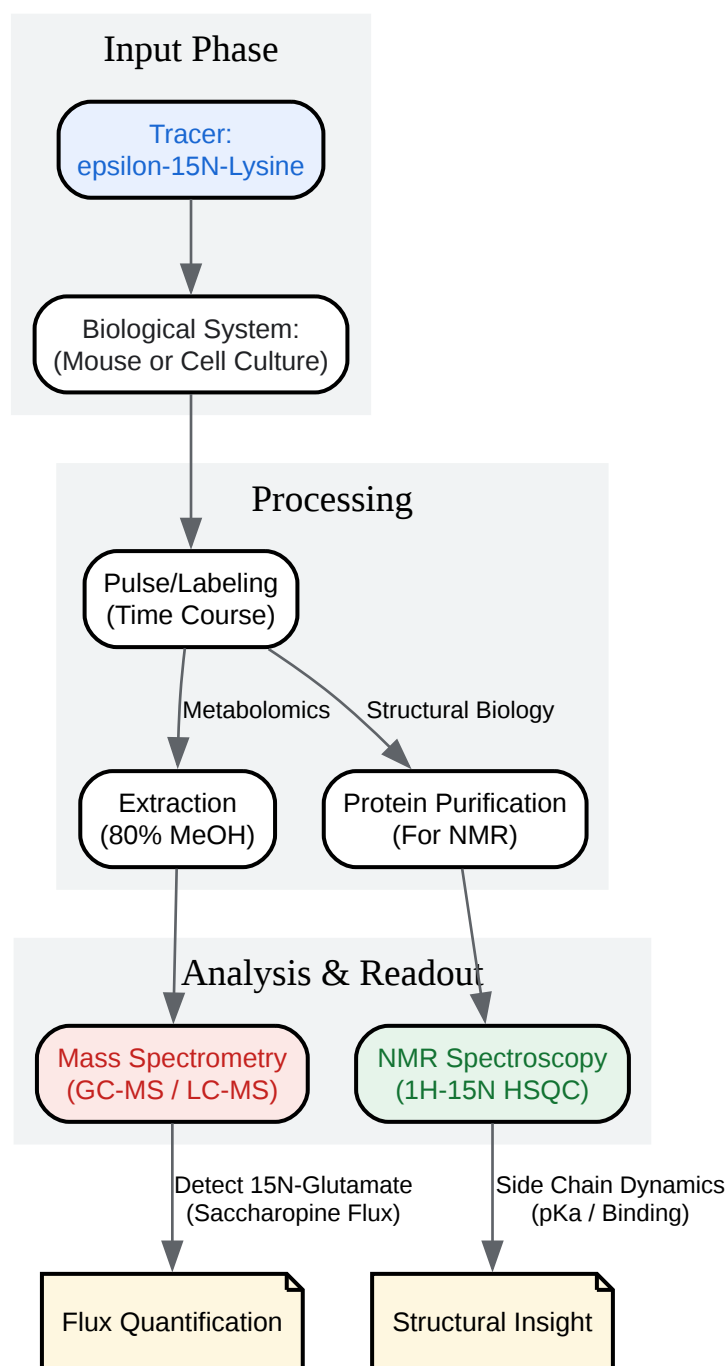 Input Phase
Tracer:
epsilon-15N-Lysine
Biological System:
(Mouse or Cell Culture)
Processing
Pulse/Labeling
(Time Course)
Metabolomics
Structural Biology
Extraction
(80% MeOH)
Protein Purification
(For NMR)
Analysis & Readout
Mass Spectrometry
(GC-MS / LC-MS)
NMR Spectroscopy
(1H-15N HSQC)
Detect 15N-Glutamate
(Saccharopine Flux)
Side Chain Dynamics
(pKa / Binding)
Flux Quantification
Structural Insight